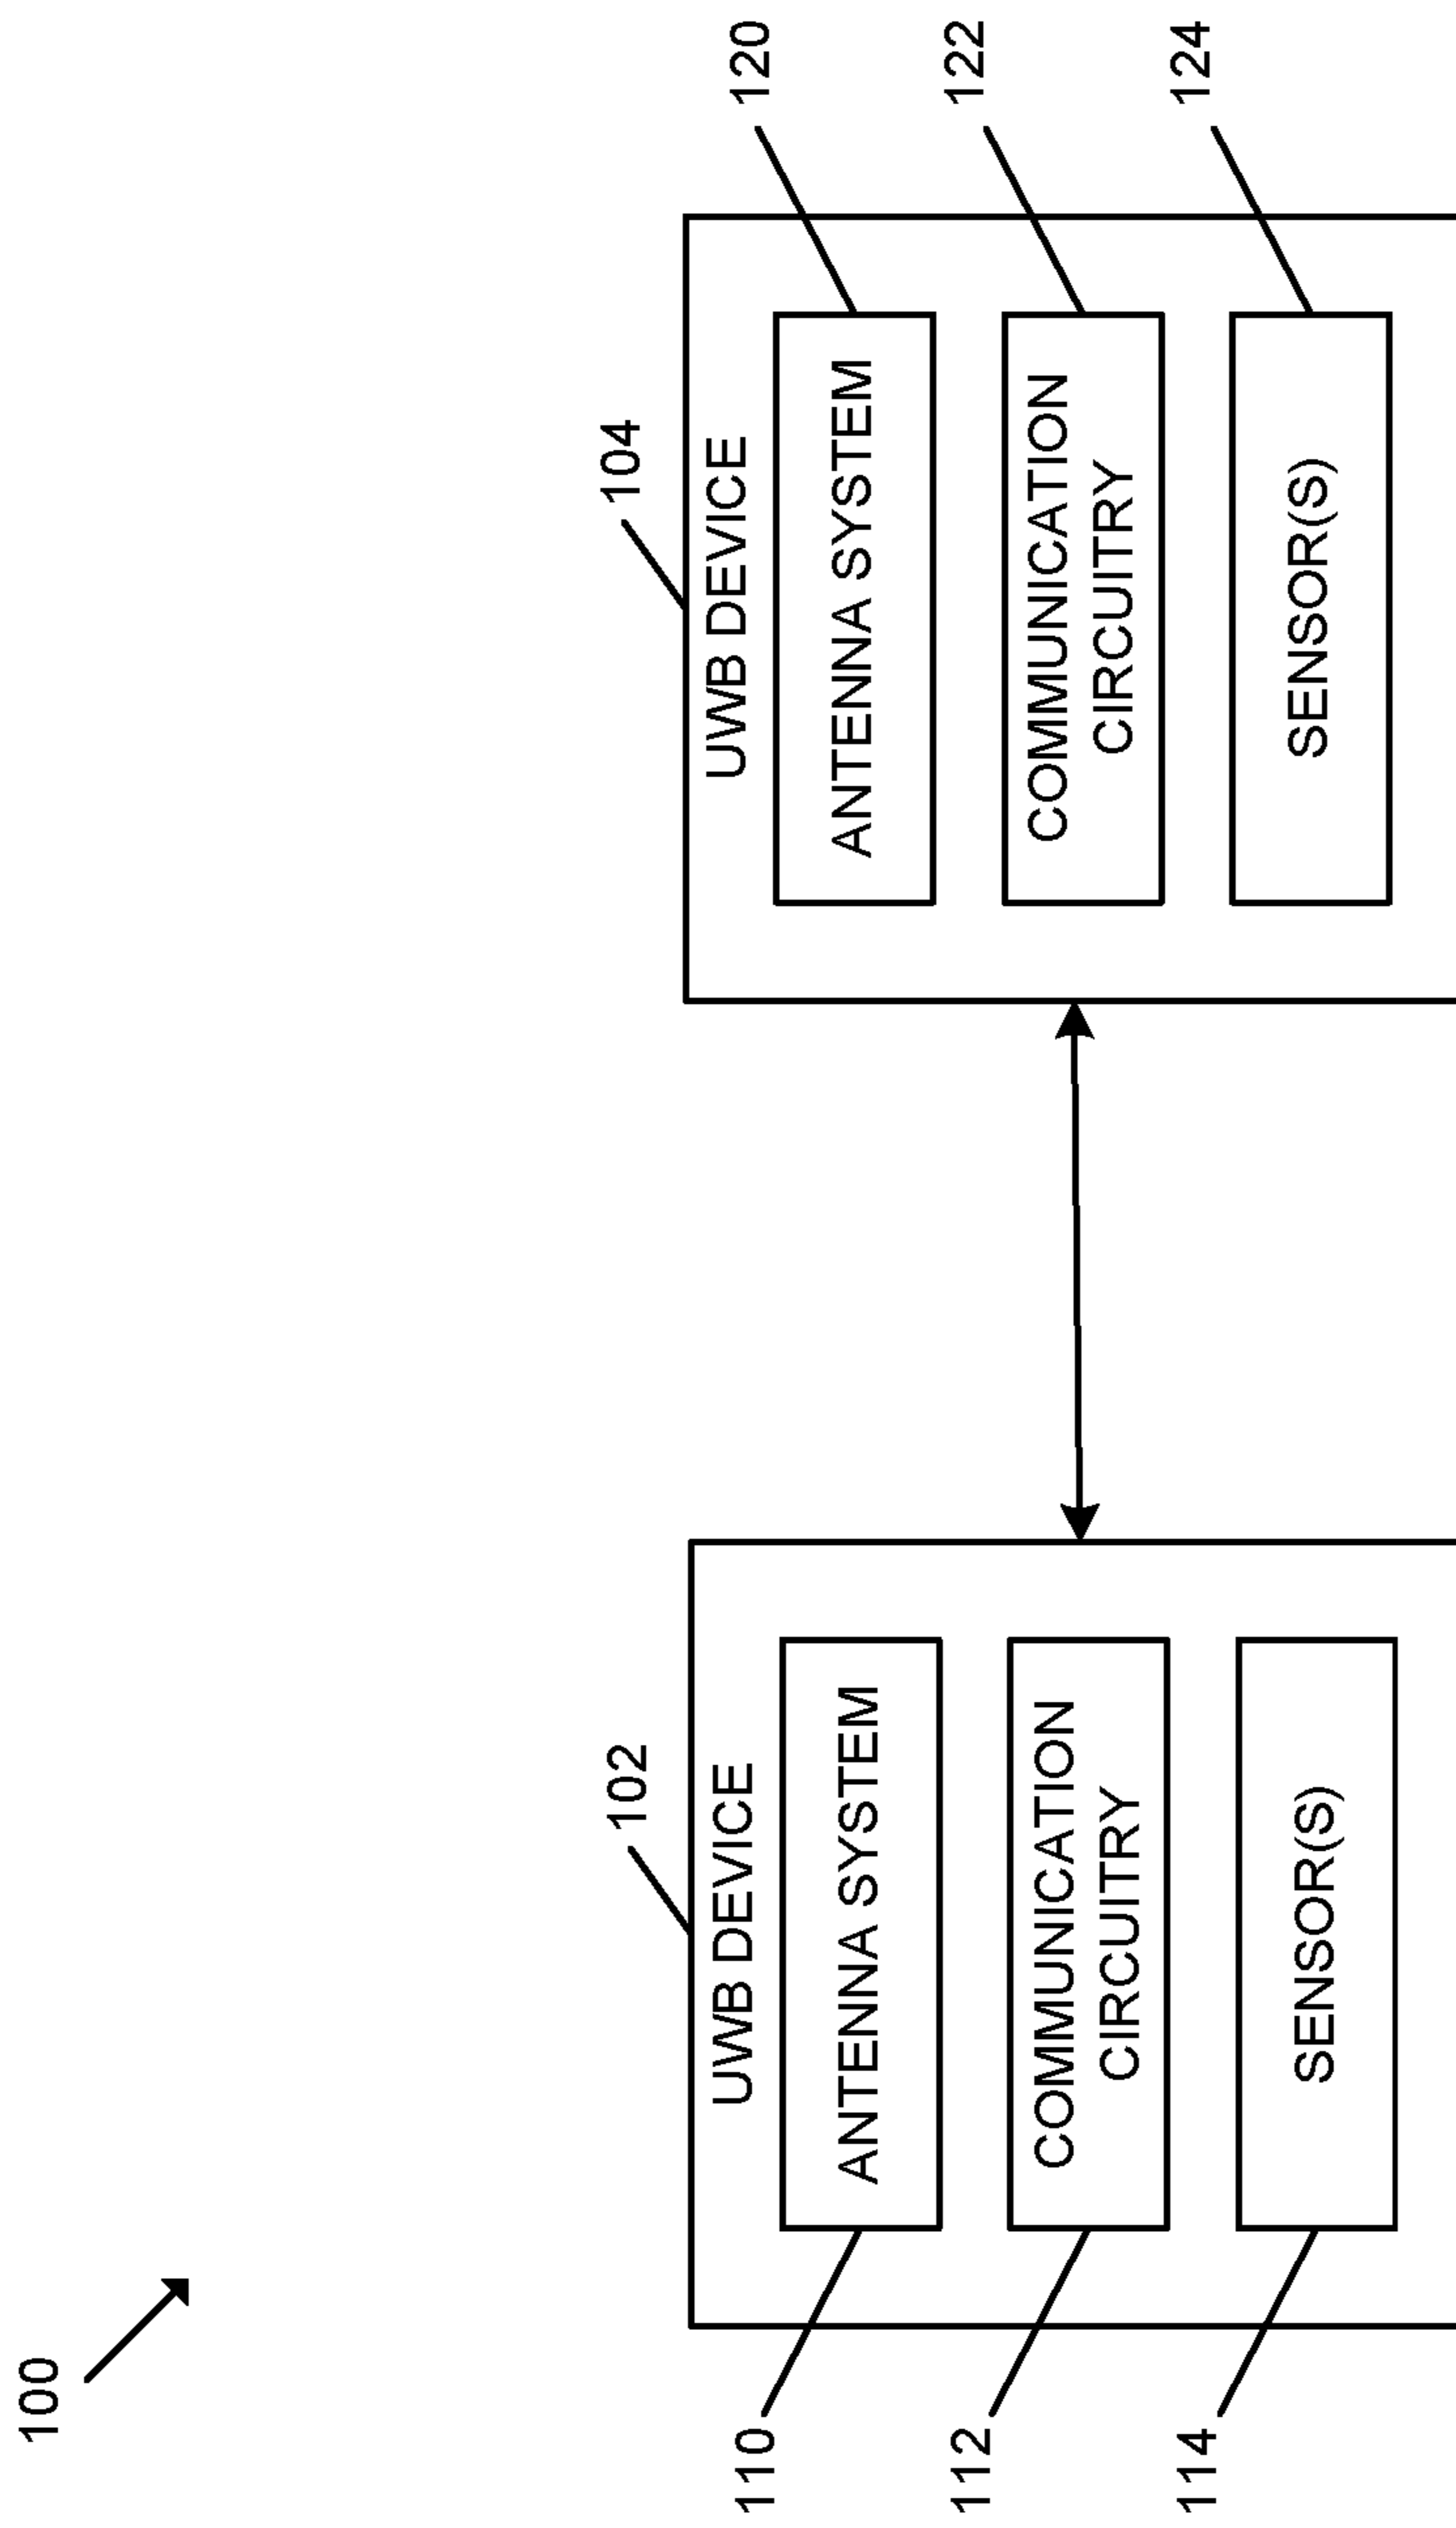 100
102
UWB DEVICE
110
ANTENNA SYSTEM
112
COMMUNICATION
CIRCUITRY
114
SENSOR(S)
104
UWB DEVICE
ANTENNA SYSTEM
120
COMMUNICATION
CIRCUITRY
122
SENSOR(S)
124